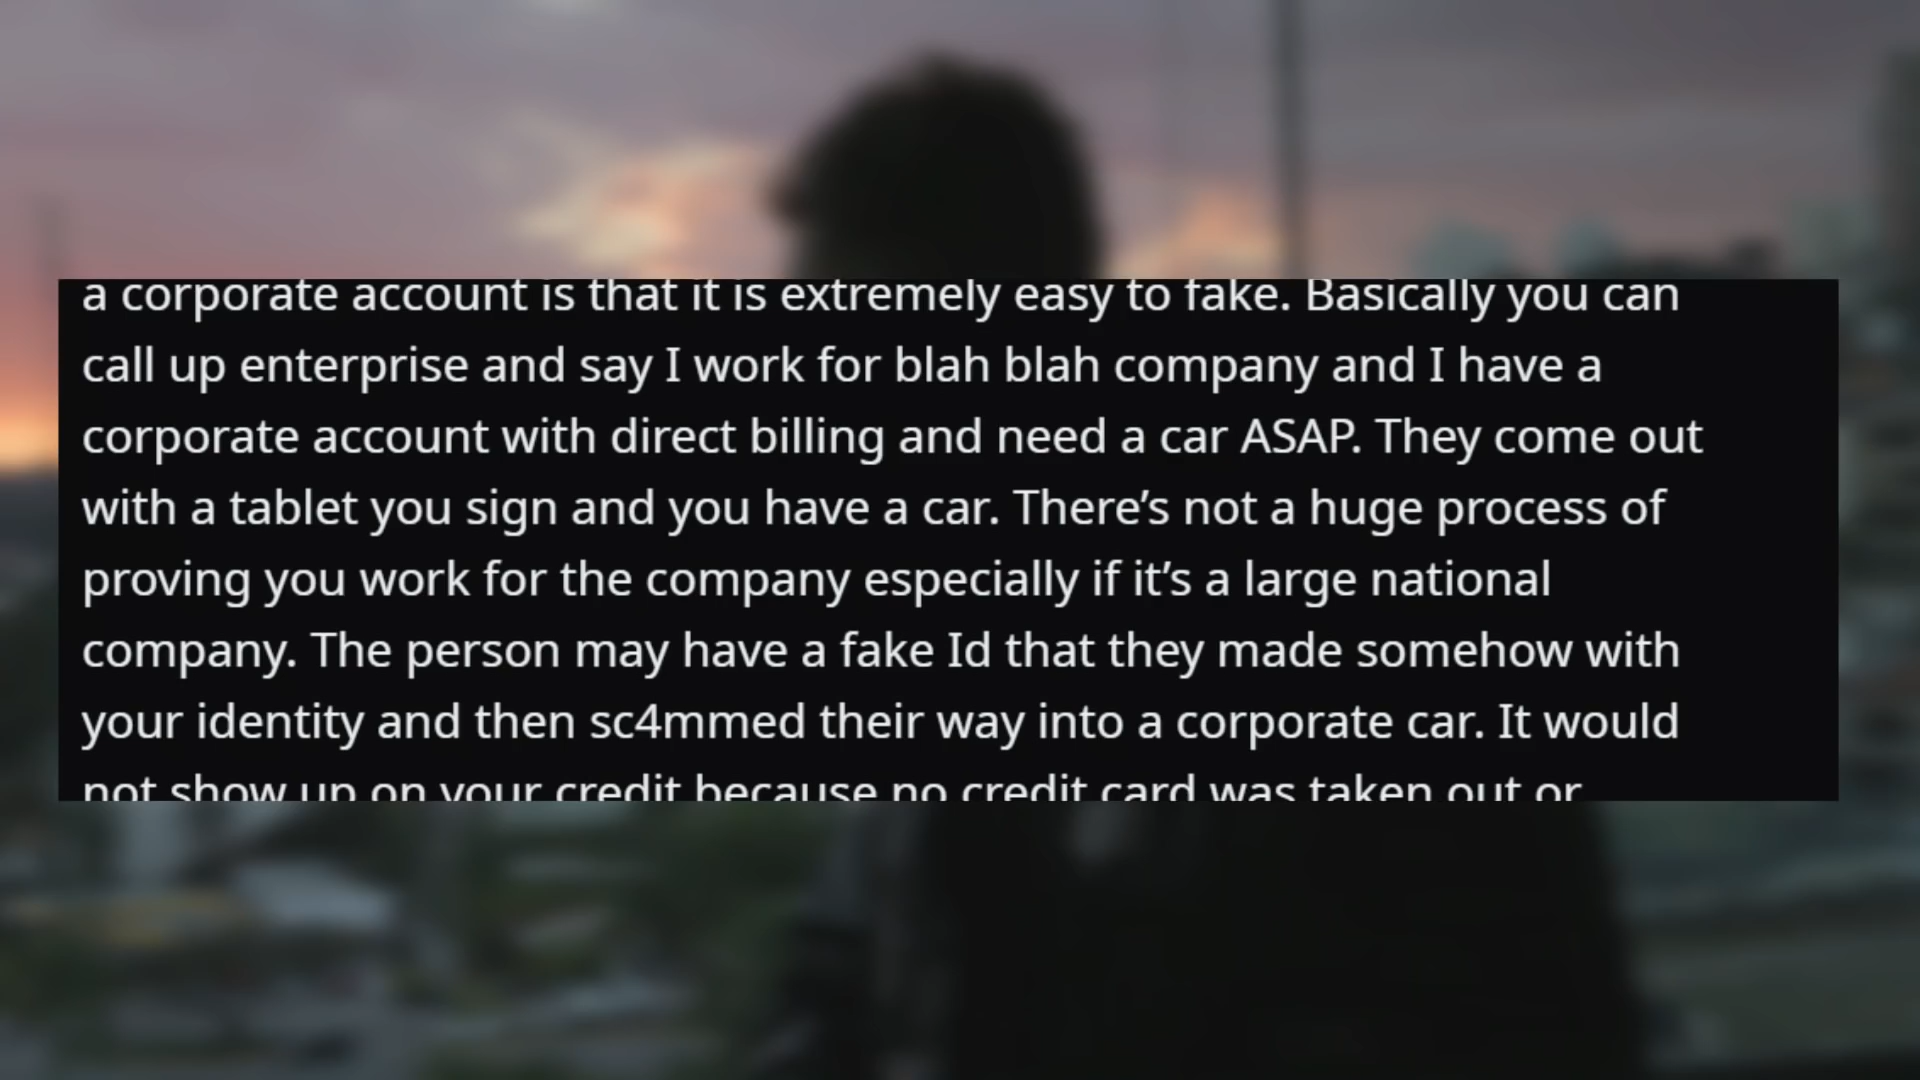 a corporate account is that it is extremely easy to fake. Basically you can
call up enterprise and say I work for blah blah company and I have a
corporate account with direct billing and need a car ASAP. They come out
with a tablet you sign and you have a car. There’s not a huge process of
proving you work for the company especially if it’s a large national
company. The person may have a fake Id that they made somehow with
your identity and then sc4mmed their way into a corporate car. It would
not show up on your credit because no credit card was taken out or